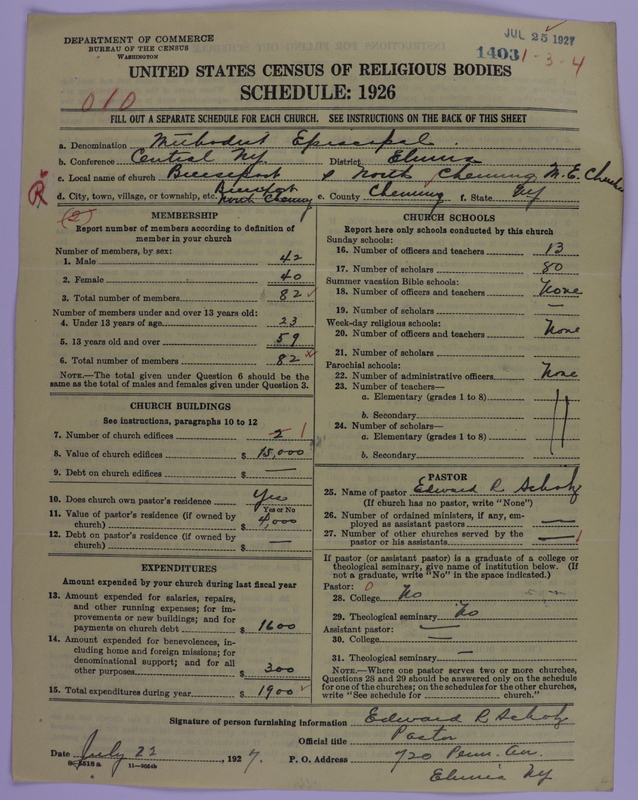 DEPARTMENT OF COMMERCE
BUREAU OF THE CENSUS
WASHINGTON
JUL 25 1927
1403 1-3-4
UNITED STATES CENSUS OF RELIGIOUS BODIES
SCHEDULE: 1926
010
FILL OUT A SEPARATE SCHEDULE FOR EACH CHURCH. SEE INSTRUCTIONS ON THE BACK OF THIS SHEET
a. Denomination Methodist Episcopal
b. Conference Central NY District Elmira
c. Local name of church Breesport & North Chemung M.E. Church
R
d. City, town, village, or township, etc. Breesport North Chemung e. County Chemung f. State NY
(2)
MEMBERSHIP
Report number of members according to definition of
member in your church
Number of members, by sex:
1. Male 42
2. Female 40
3. Total number of members 82
Number of members under and over 13 years old:
4. Under 13 years of age 23
5. 13 years old and over 59
6. Total number of members 82
NOTE.—The total given under Question 6 should be the
same as the total of males and females given under Question 3.
CHURCH BUILDINGS
See instructions, paragraphs 10 to 12
7. Number of church edifices 2 1
8. Value of church edifices $ 15,000
9. Debt on church edifices $ —
10. Does church own pastor's residence Yes
Yes or No
11. Value of pastor's residence (if owned by
church) $ 4,000
12. Debt on pastor's residence (if owned by
church) $ —
EXPENDITURES
Amount expended by your church during last fiscal year
13. Amount expended for salaries, repairs,
and other running expenses; for im-
provements or new buildings; and for
payments on church debt $ 1600
14. Amount expended for benevolences, in-
cluding home and foreign missions; for
denominational support; and for all
other purposes $ 300
15. Total expenditures during year $ 1900
CHURCH SCHOOLS
Report here only schools conducted by this church
Sunday schools:
16. Number of officers and teachers 13
17. Number of scholars 80
Summer vacation Bible schools:
18. Number of officers and teachers None
19. Number of scholars —
Week-day religious schools:
20. Number of officers and teachers None
21. Number of scholars
Parochial schools:
22. Number of administrative officers None
23. Number of teachers—
a. Elementary (grades 1 to 8)
b. Secondary
24. Number of scholars—
a. Elementary (grades 1 to 8)
b. Secondary
PASTOR
25. Name of pastor Edward R Scholz
(If church has no pastor, write "None")
26. Number of ordained ministers, if any, em-
ployed as assistant pastors —
27. Number of other churches served by the
pastor or his assistants — 1
If pastor (or assistant pastor) is a graduate of a college or
theological seminary, give name of institution below. (If
not a graduate, write "No" in the space indicated.)
Pastor: 0
28. College No
29. Theological seminary No
Assistant pastor:
30. College —
31. Theological seminary —
NOTE.—Where one pastor serves two or more churches,
Questions 28 and 29 should be answered only on the schedule
for one of the churches; on the schedules for the other churches,
write "See schedule for church."
Signature of person furnishing information Edward R Scholz
Official title Pastor
Date July 22, 1927. P. O. Address 720 Penn. Av.
11—9064b Elmira NY